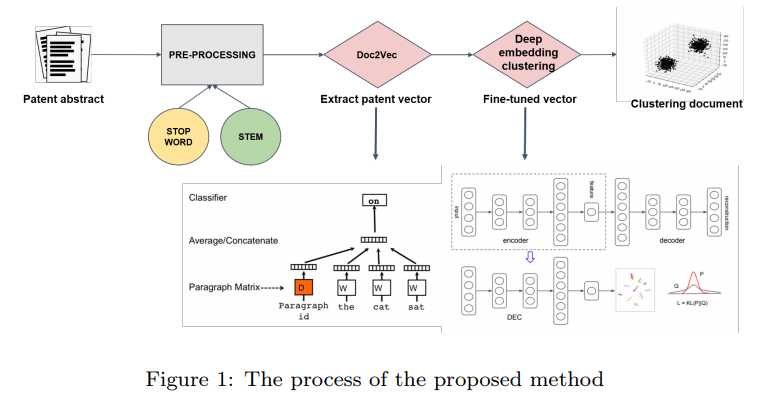 Patent abstract
PRE-PROCESSING
STOP
WORD
STEM
Doc2Vec
Extract patent vector
Deep
embedding
clustering
Fine-tuned vector
Clustering document
Classifier
on
Average/Concatenate
Paragraph Matrix
D
W
W
W
Paragraph
id
the
cat
sat
input
encoder
feature
decoder
reconstruction
DEC
Q
P
L = KL(P||Q)
Figure 1: The process of the proposed method